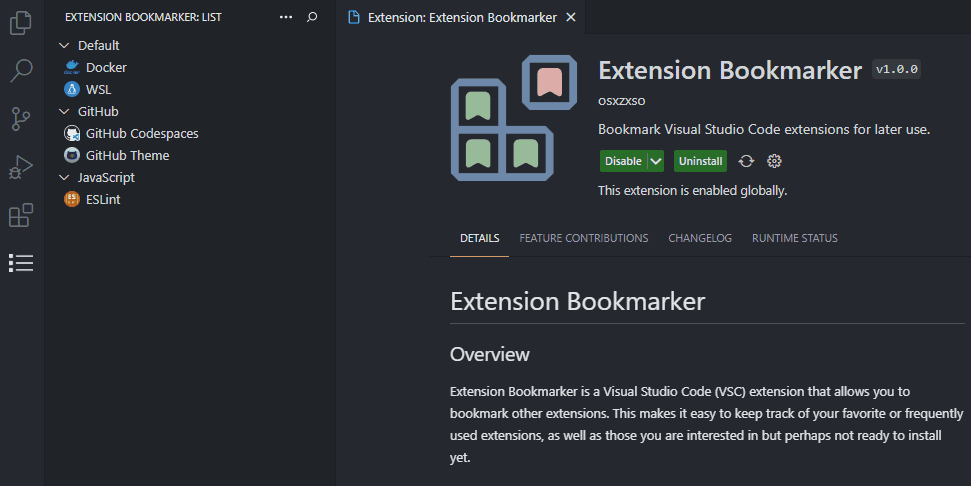 EXTENSION BOOKMARKER: LIST
Default
Docker
WSL
GitHub
GitHub Codespaces
GitHub Theme
JavaScript
ESLint
Extension: Extension Bookmarker
Extension Bookmarker v1.0.0
osxzxso
Bookmark Visual Studio Code extensions for later use.
Disable Uninstall
This extension is enabled globally.
DETAILS FEATURE CONTRIBUTIONS CHANGELOG RUNTIME STATUS
Extension Bookmarker
Overview
Extension Bookmarker is a Visual Studio Code (VSC) extension that allows you to
bookmark other extensions. This makes it easy to keep track of your favorite or frequently
used extensions, as well as those you are interested in but perhaps not ready to install
yet.